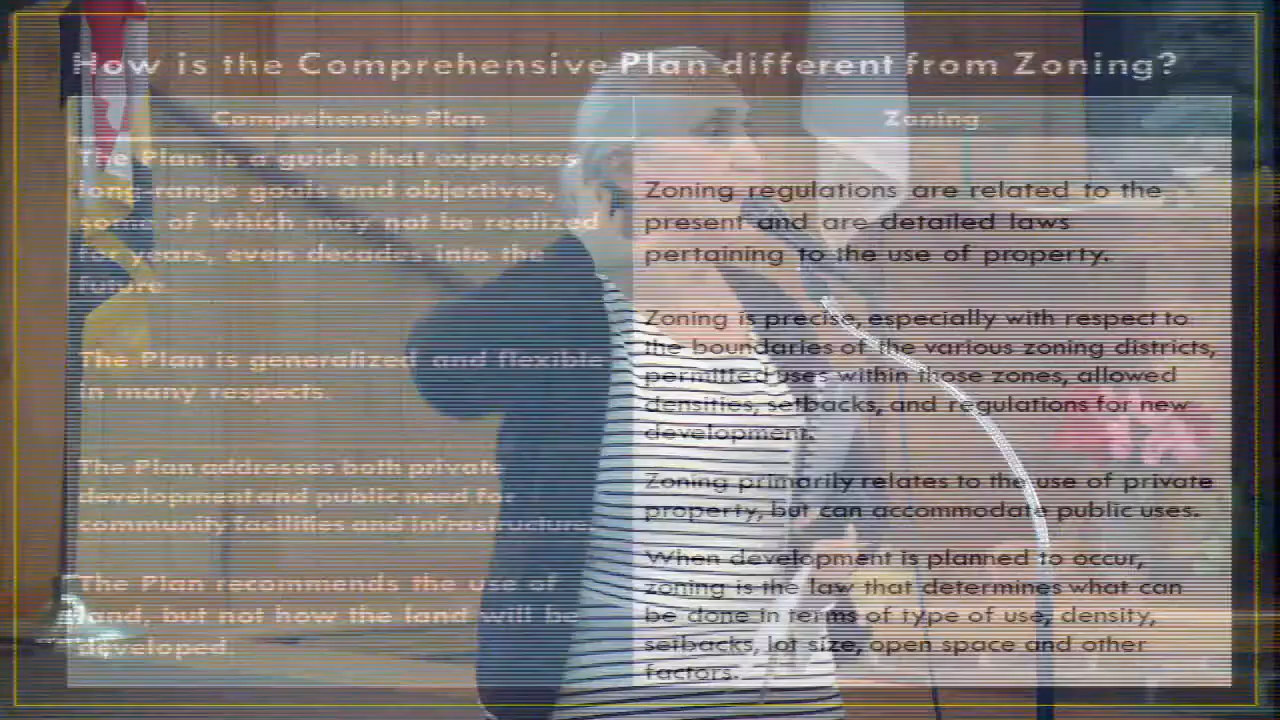 How is the Comprehensive Plan different from Zoning?
Comprehensive Plan
The Plan is a guide that expresses
long-range goals and objectives,
some of which may not be realized
for years, even decades into the
future.
The Plan is generalized and flexible
in many respects.
The Plan addresses both private
development and public need for
community facilities and infrastructure.
The Plan recommends the use of
land, but not how the land will be
developed.
Zoning
Zoning regulations are related to the
present and are detailed laws
pertaining to the use of property.
Zoning is precise, especially with respect to
the boundaries of the various zoning districts,
permitted uses within those zones, allowed
densities, setbacks, and regulations for new
development.
Zoning primarily relates to the use of private
property, but can accommodate public uses.
When development is planned to occur,
zoning is the law that determines what can
be done in terms of type of use, density,
setbacks, lot size, open space and other
factors.